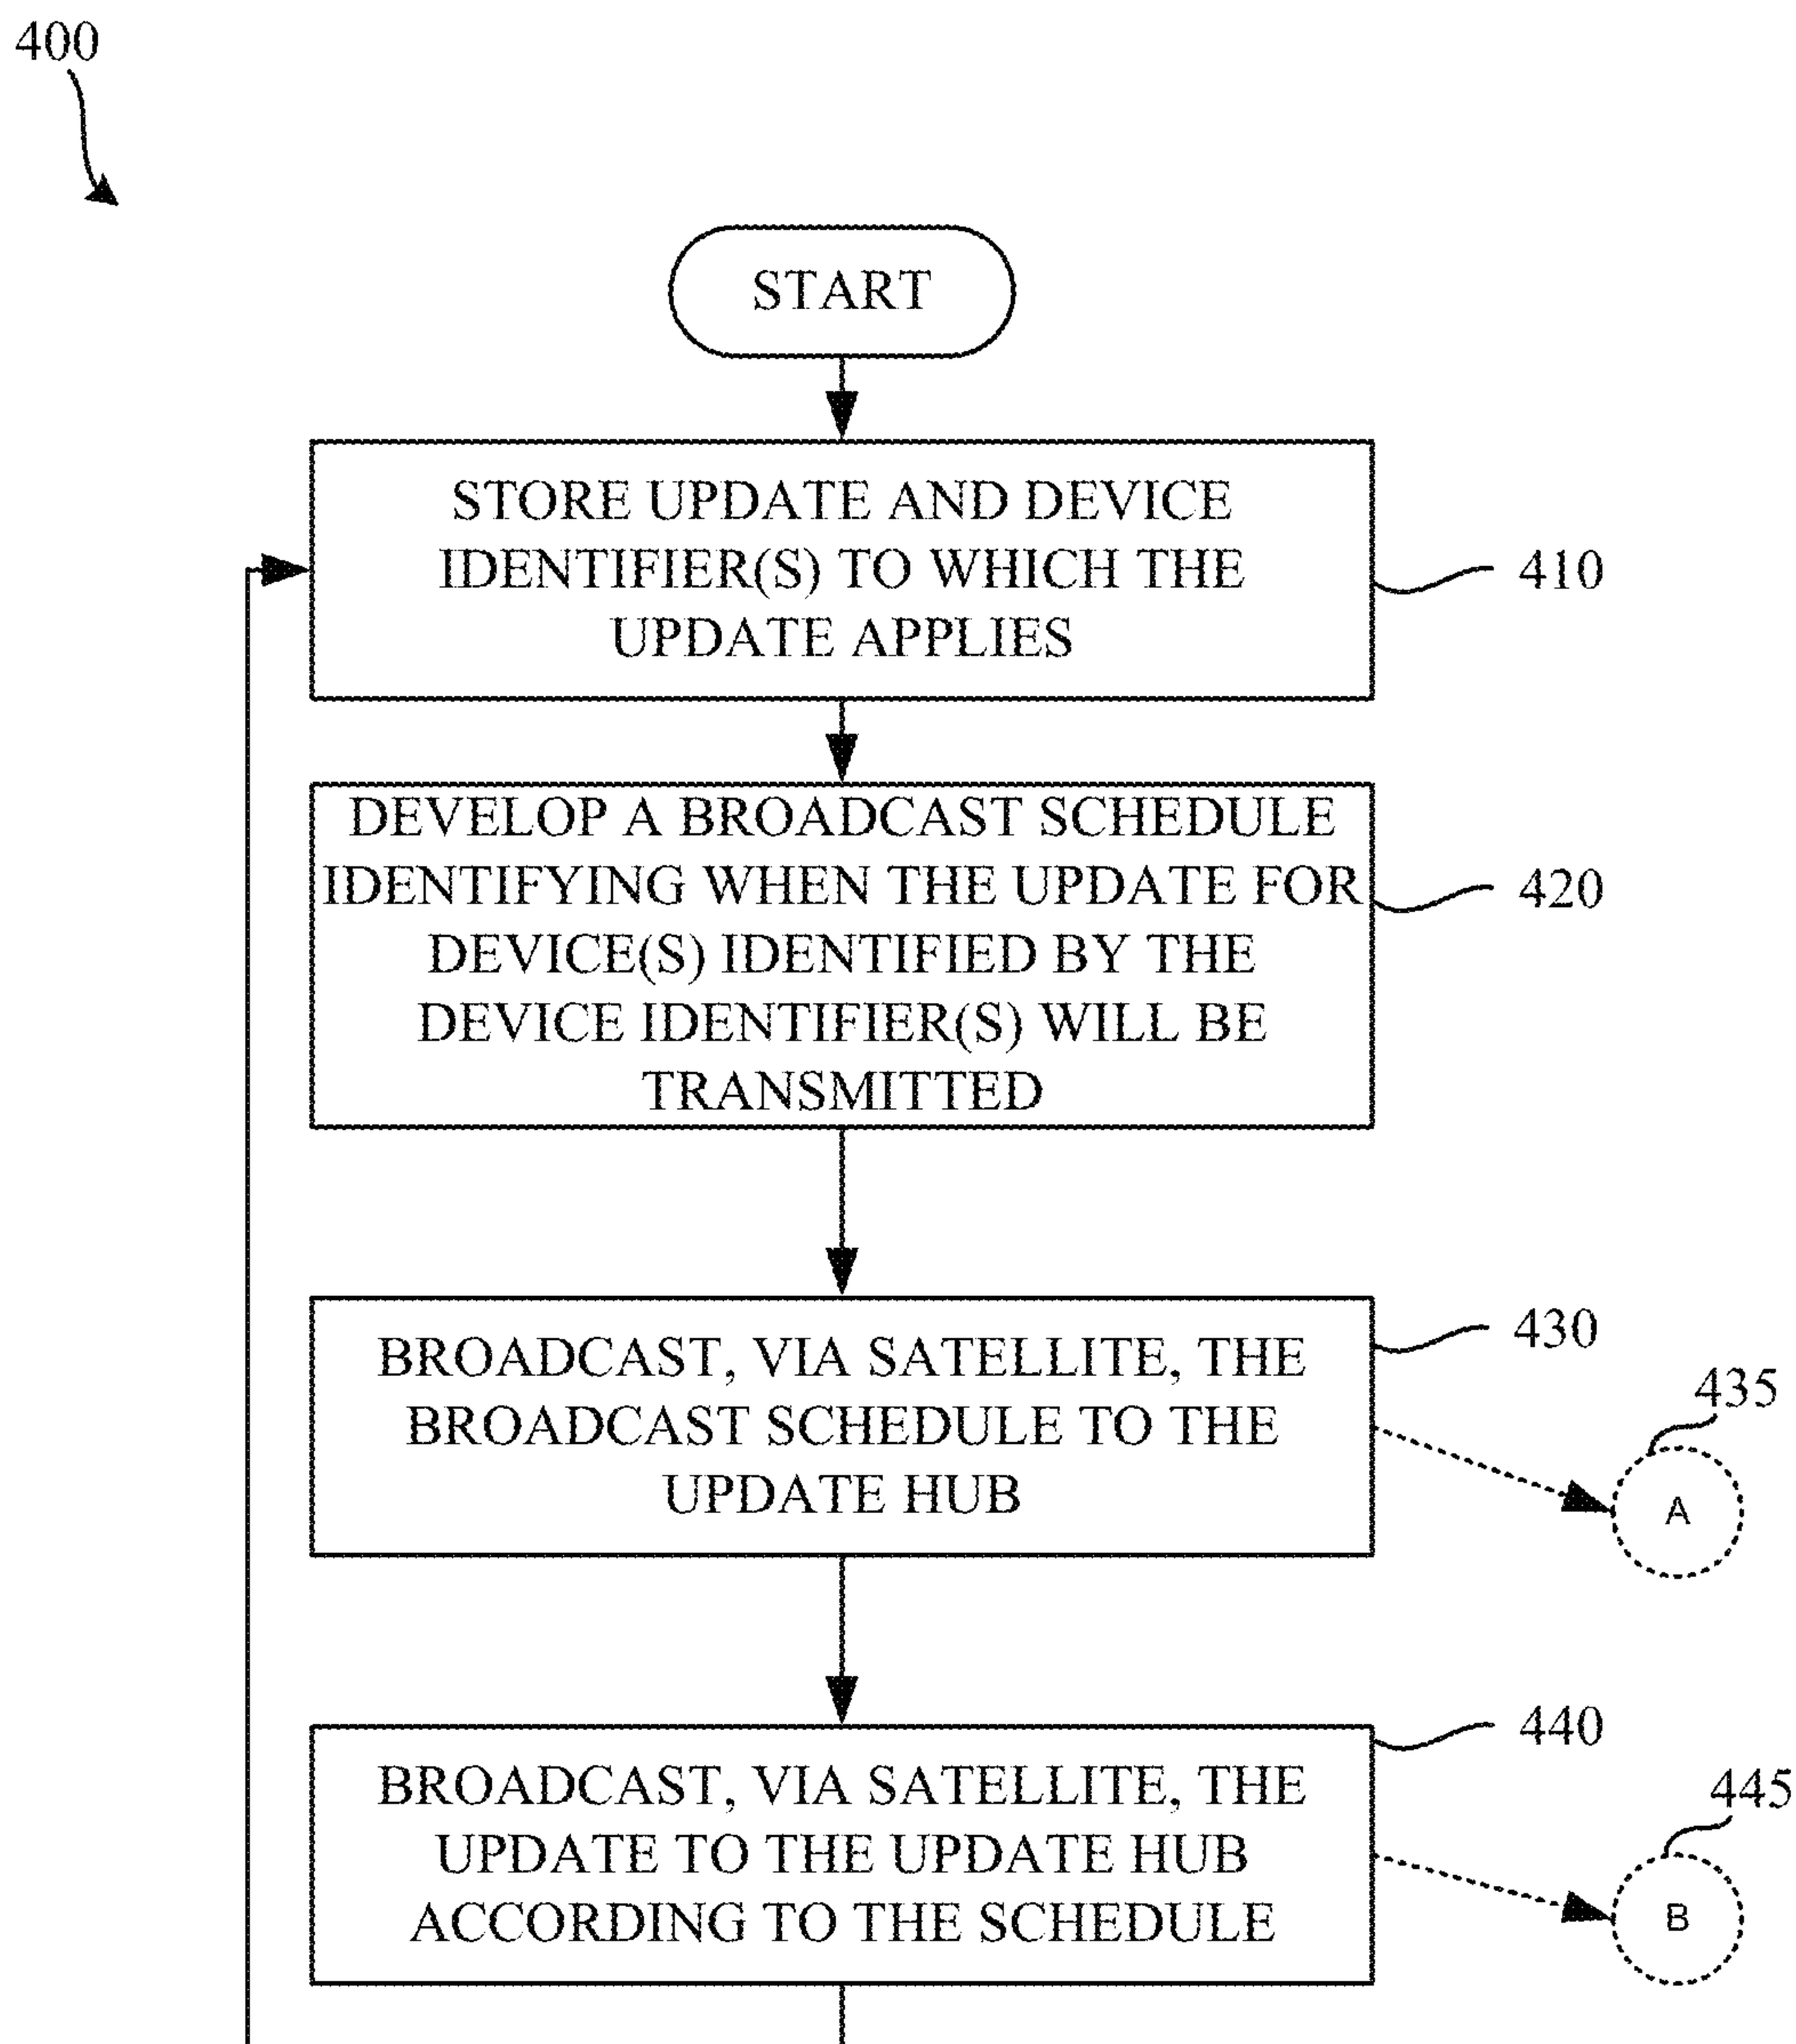 400
START
STORE UPDATE AND DEVICE
IDENTIFIER(S) TO WHICH THE
UPDATE APPLIES
410
DEVELOP A BROADCAST SCHEDULE
IDENTIFYING WHEN THE UPDATE FOR
DEVICE(S) IDENTIFIED BY THE
DEVICE IDENTIFIER(S) WILL BE
TRANSMITTED
420
BROADCAST, VIA SATELLITE, THE
BROADCAST SCHEDULE TO THE
UPDATE HUB
430
435
A
BROADCAST, VIA SATELLITE, THE
UPDATE TO THE UPDATE HUB
ACCORDING TO THE SCHEDULE
440
445
B